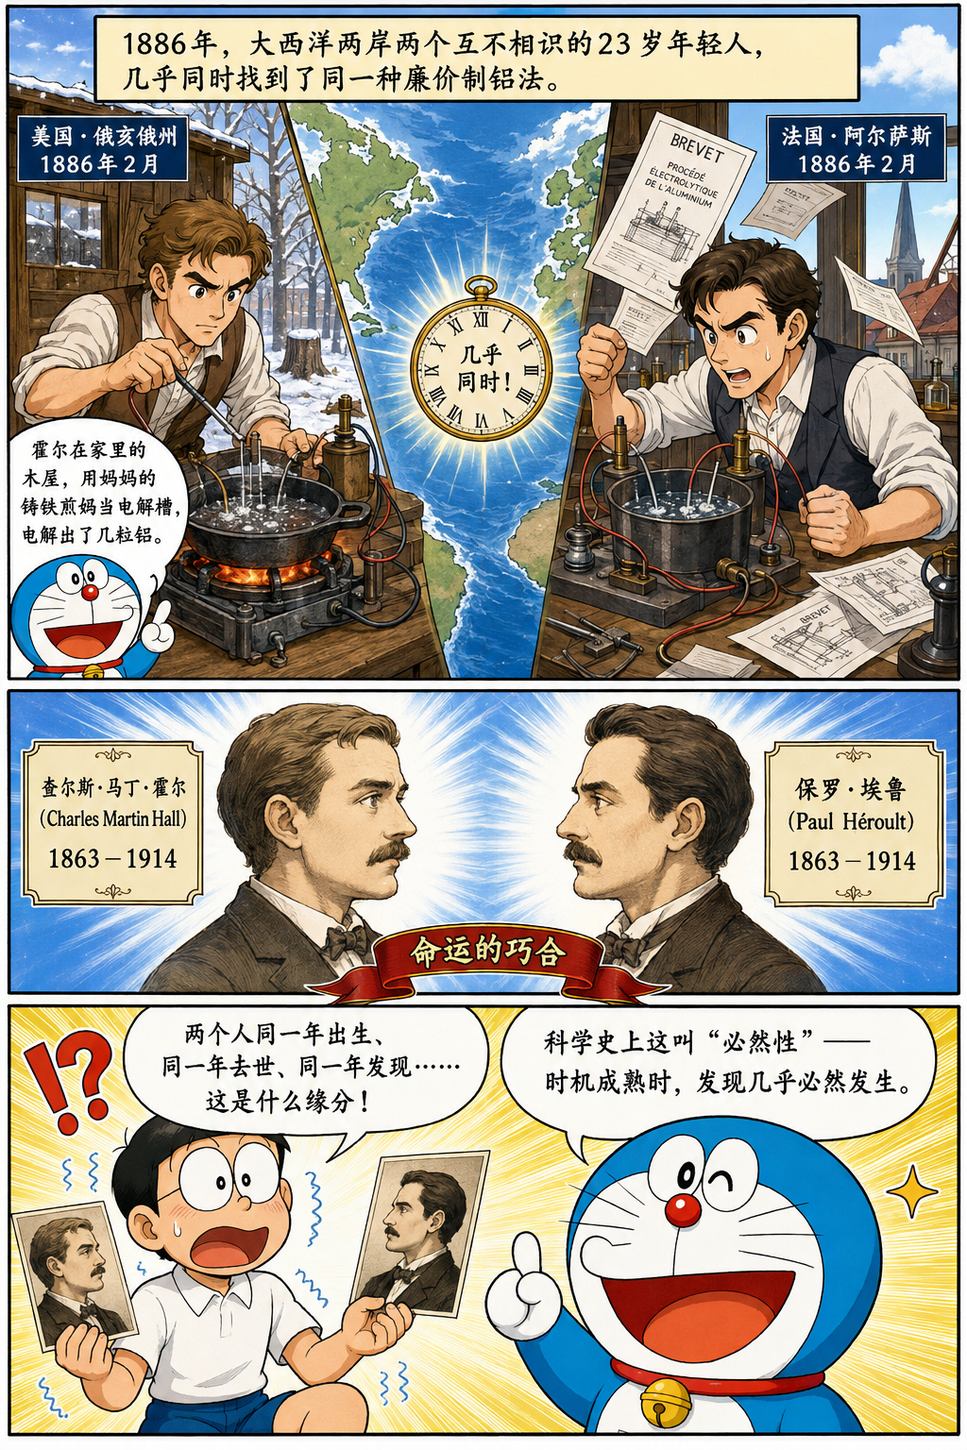 1886年，大西洋两岸两个互不相识的23岁年轻人，
几乎同时找到了同一种廉价制铝法。
美国·俄亥俄州
1886年2月
法国·阿尔萨斯
1886年2月
BREVET
PROCÉDÉ
ÉLECTROLYTIQUE
DE L'ALUMINIUM
XII
I
II
III
VI
VII
VIII
IX
X
XI
几乎
同时！
霍尔在家里的
木屋，用妈妈的
铸铁煎妈当电解槽，
电解出了几粒铝。
BREVET
查尔斯·马丁·霍尔
(Charles Martin Hall)
1863－1914
保罗·埃鲁
(Paul Héroult)
1863－1914
命运的巧合
!?
两个人同一年出生、
同一年去世、同一年发现……
这是什么缘分！
科学史上这叫“必然性”——
时机成熟时，发现几乎必然发生。